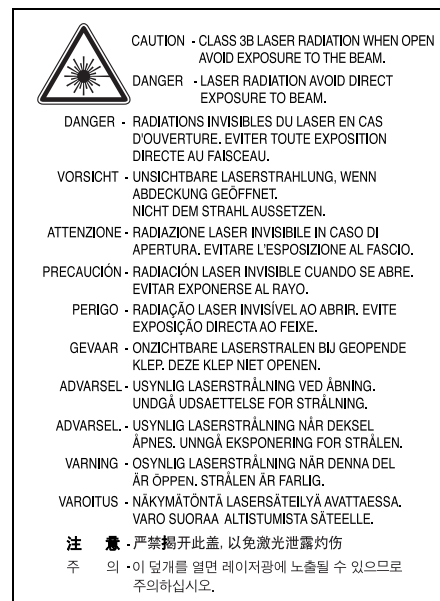 CAUTION - CLASS 3B LASER RADIATION WHEN OPEN
AVOID EXPOSURE TO THE BEAM.
DANGER - LASER RADIATION AVOID DIRECT
EXPOSURE TO BEAM.
DANGER - RADIATIONS INVISIBLES DU LASER EN CAS
D'OUVERTURE. EVITER TOUTE EXPOSITION
DIRECTE AU FAISCEAU.
VORSICHT - UNSICHTBARE LASERSTRAHLUNG, WENN
ABDECKUNG GEÖFFNET.
NICHT DEM STRAHL AUSSETZEN.
ATTENZIONE - RADIAZIONE LASER INVISIBILE IN CASO DI
APERTURA. EVITARE L'ESPOSIZIONE AL FASCIO.
PRECAUCIÓN - RADIACIÓN LASER INVISIBLE CUANDO SE ABRE.
EVITAR EXPONERSE AL RAYO.
PERIGO - RADIAÇÃO LASER INVISÍVEL AO ABRIR. EVITE
EXPOSIÇÃO DIRECTA AO FEIXE.
GEVAAR - ONZICHTBARE LASERSTRALEN BIJ GEOPENDE
KLEP. DEZE KLEP NIET OPENEN.
ADVARSEL - USYNLIG LASERSTRÅLNING VED ÅBNING.
UNDGÅ UDSAETTELSE FOR STRÅLNING.
ADVARSEL. - USYNLIG LASERSTRÅLNING NÅR DEKSEL
ÅPNES. UNNGÅ EKSPONERING FOR STRÅLEN.
VARNING - OSYNLIG LASERSTRÅLNING NÄR DENNA DEL
ÄR ÖPPEN. STRÅLEN ÄR FARLIG.
VAROITUS - NÄKYMÄTÖNTÄ LASERSÄTEILYÄ AVATTAESSA.
VARO SUORAA ALTISTUMISTA SÄTEELLE.
注 意 - 严禁揭开此盖, 以免激光泄露灼伤
주 의 - 이 덮개를 열면 레이저광에 노출될 수 있으므로
주의하십시오.